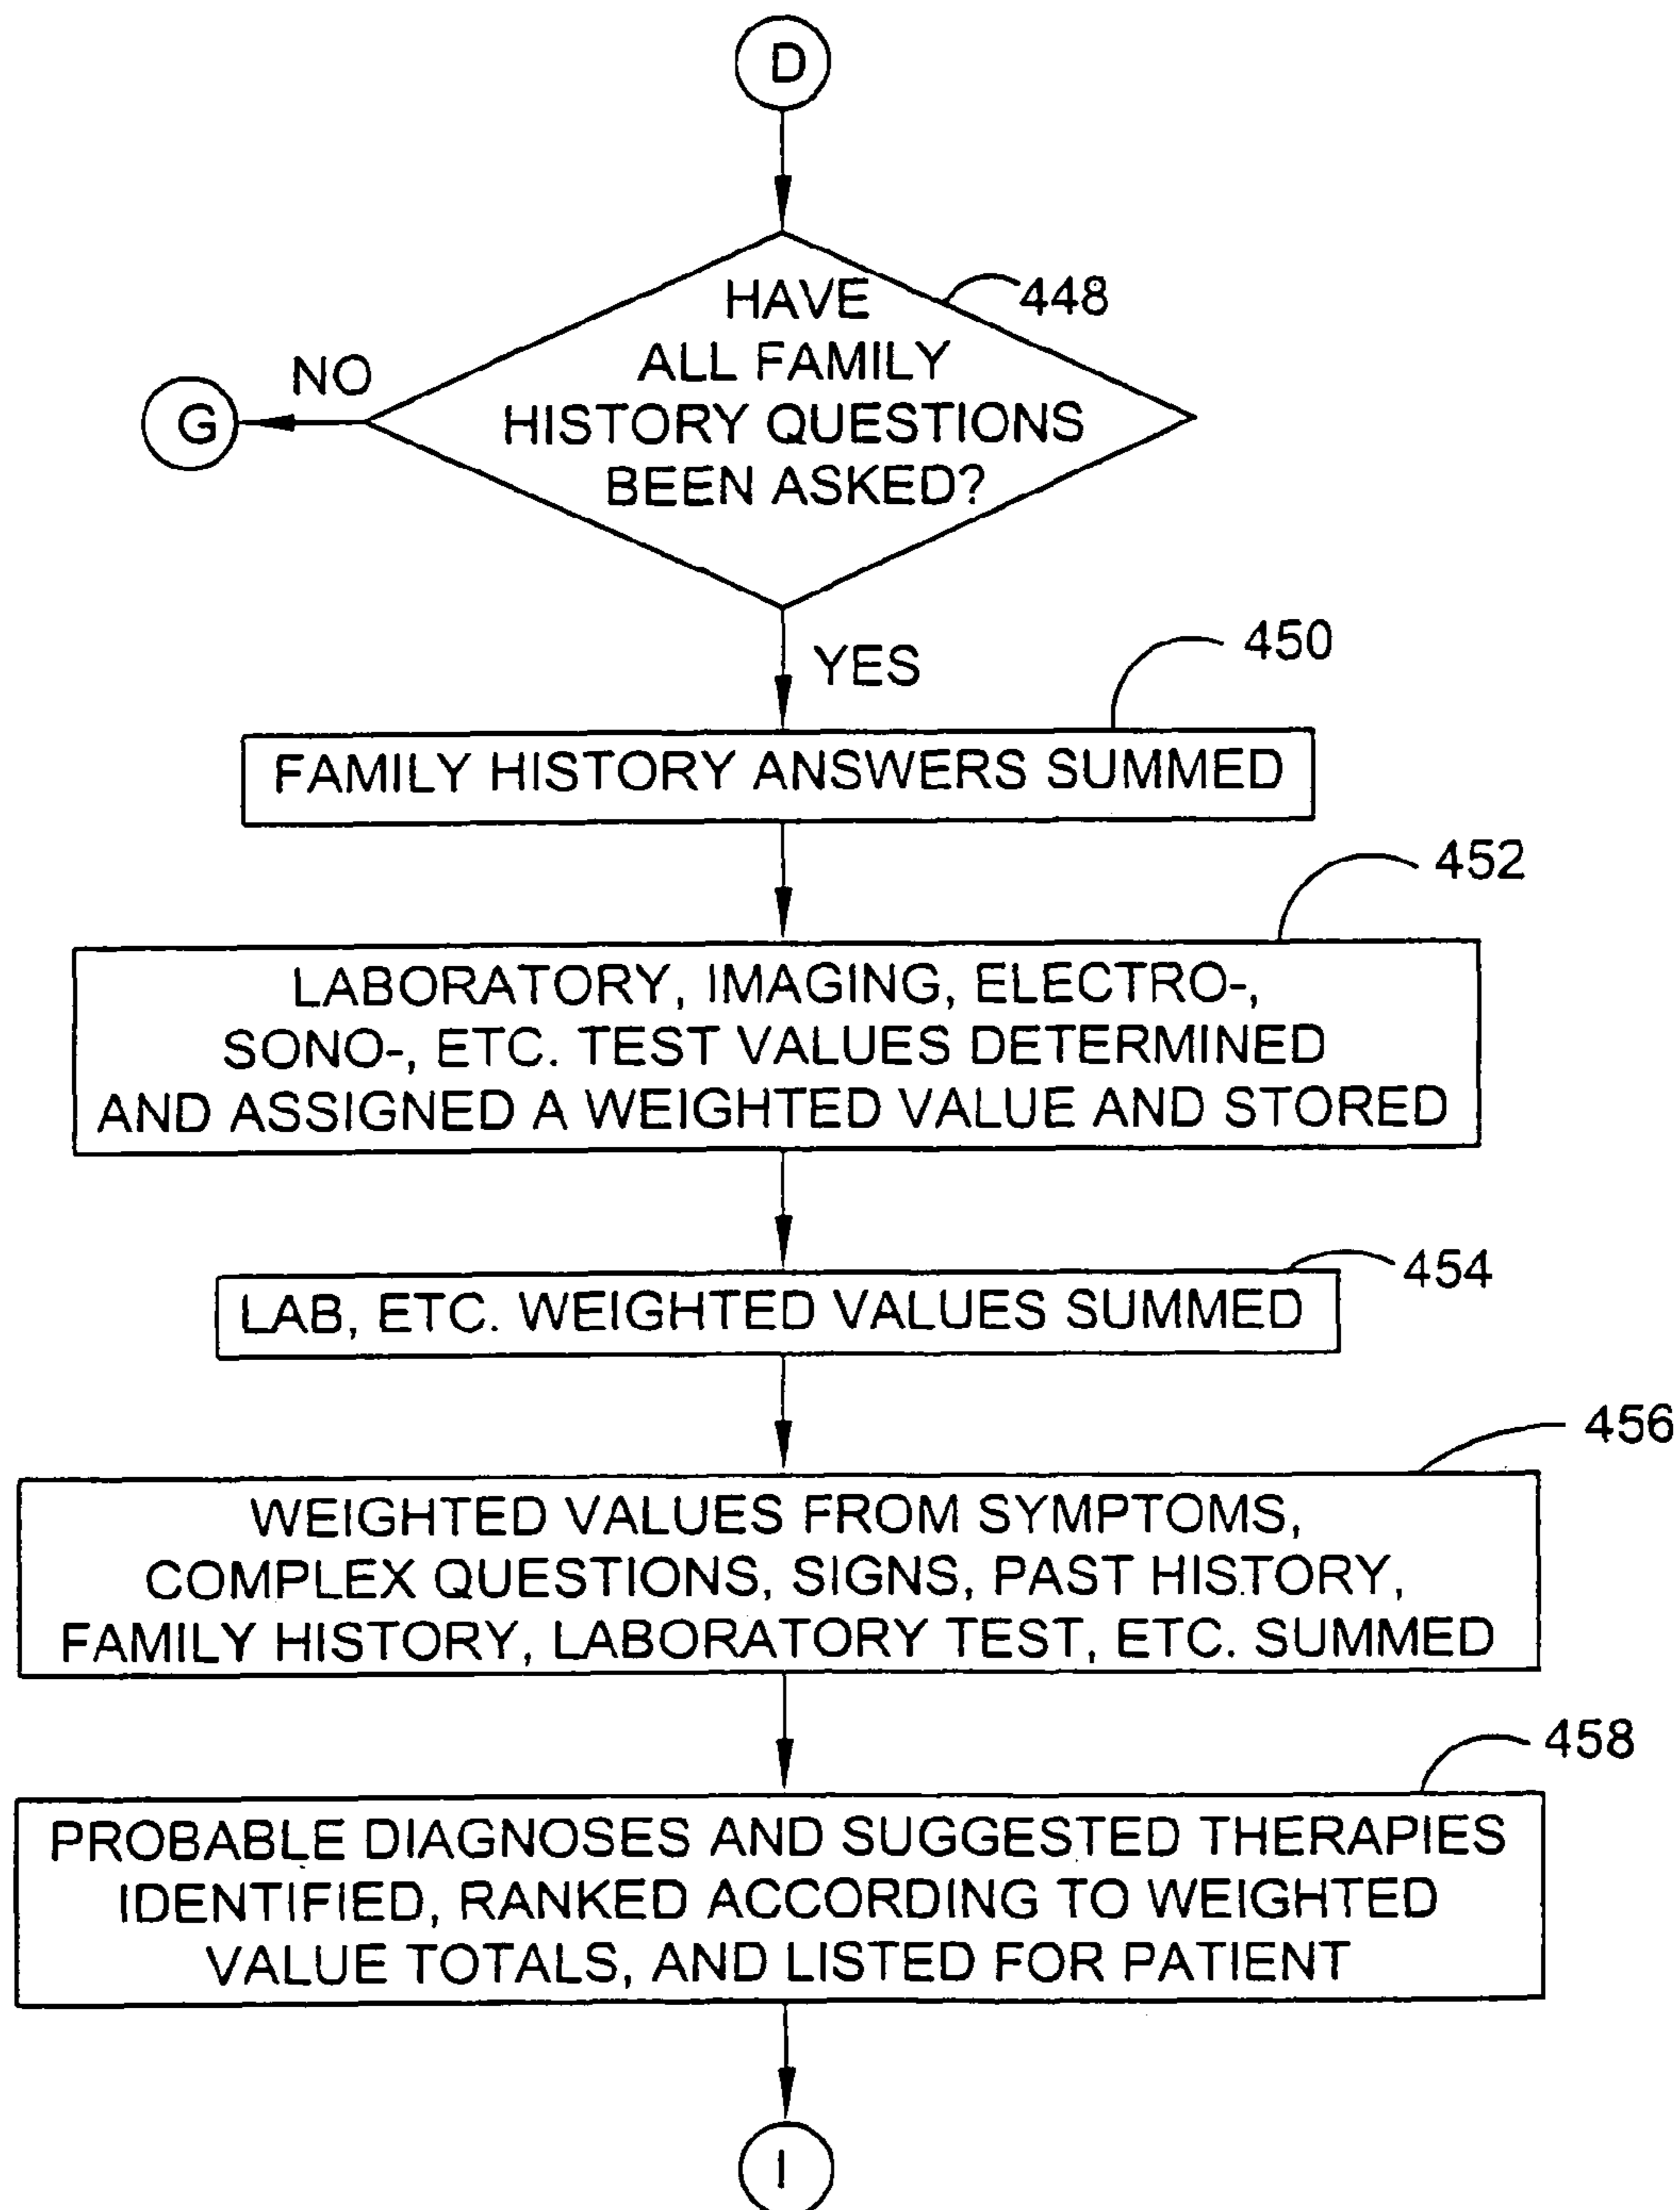 D
HAVE
ALL FAMILY
HISTORY QUESTIONS
BEEN ASKED?
448
NO
G
YES
450
FAMILY HISTORY ANSWERS SUMMED
452
LABORATORY, IMAGING, ELECTRO-,
SONO-, ETC. TEST VALUES DETERMINED
AND ASSIGNED A WEIGHTED VALUE AND STORED
454
LAB, ETC. WEIGHTED VALUES SUMMED
456
WEIGHTED VALUES FROM SYMPTOMS,
COMPLEX QUESTIONS, SIGNS, PAST HISTORY,
FAMILY HISTORY, LABORATORY TEST, ETC. SUMMED
458
PROBABLE DIAGNOSES AND SUGGESTED THERAPIES
IDENTIFIED, RANKED ACCORDING TO WEIGHTED
VALUE TOTALS, AND LISTED FOR PATIENT
I